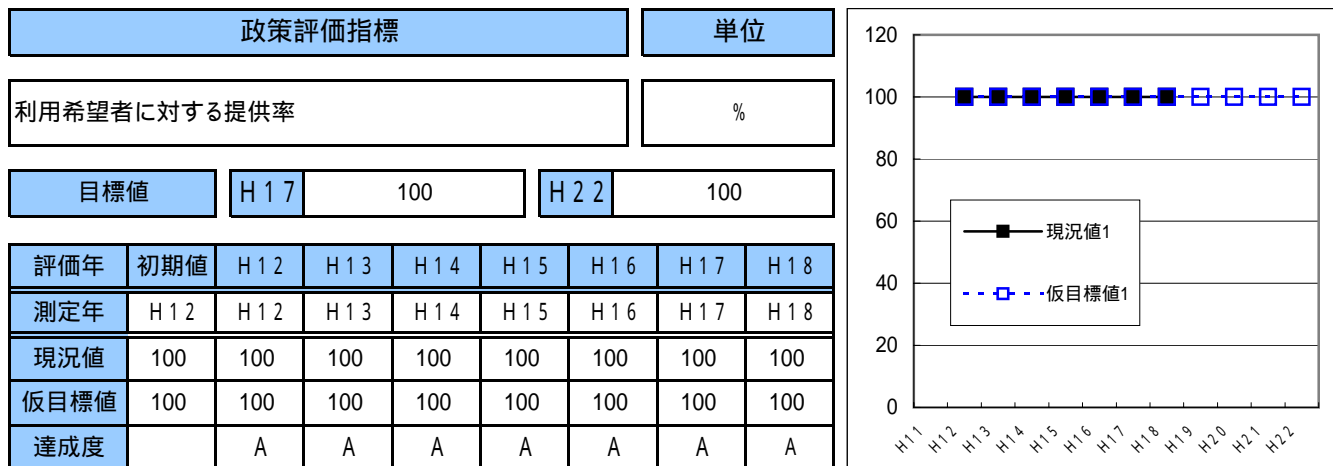 政策評価指標 単位
利用希望者に対する提供率 %
目標値 H17 100 H22 100
評価年 初期値 H12 H13 H14 H15 H16 H17 H18
測定年 H12 H12 H13 H14 H15 H16 H17 H18
現況値 100 100 100 100 100 100 100 100
仮目標値 100 100 100 100 100 100 100 100
達成度 A A A A A A A
120
100
80
60
40
20
0
現況値1
仮目標値1
H11 H12 H13 H14 H15 H16 H17 H18 H19 H20 H21 H22